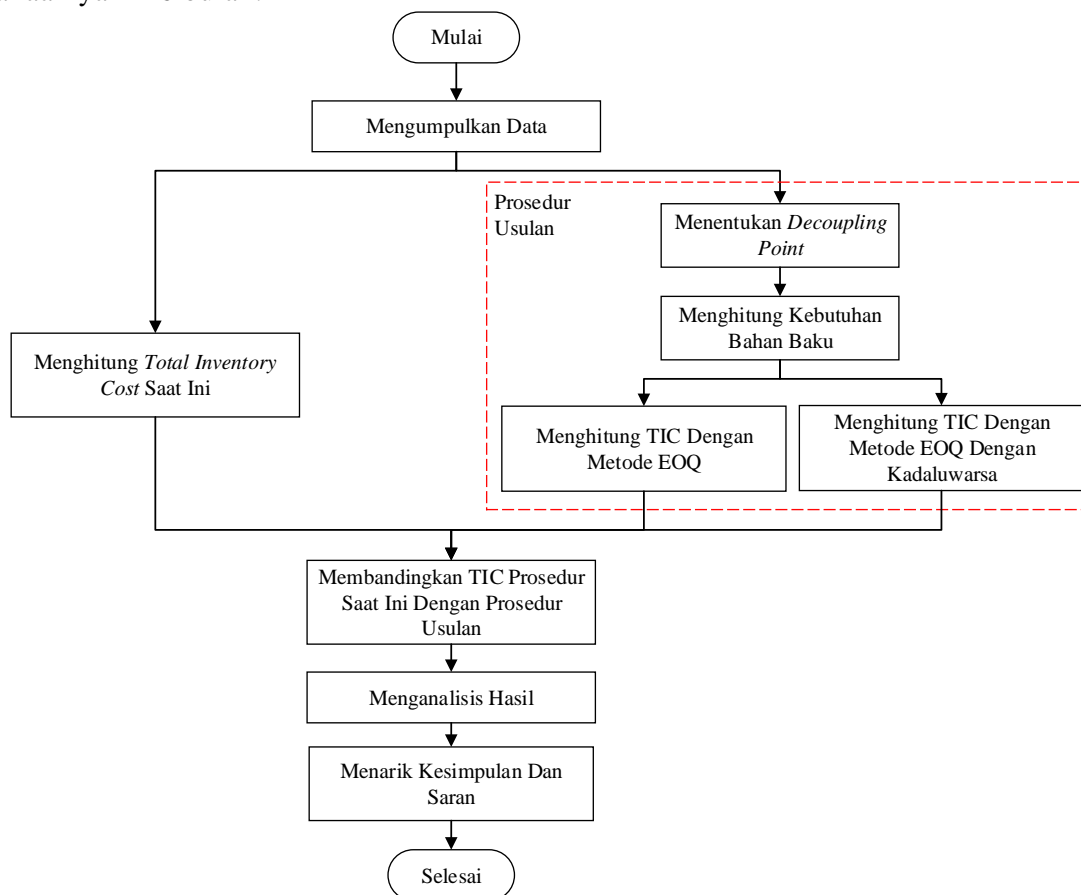 Mulai
Mengumpulkan Data
Prosedur
Usulan
Menentukan Decoupling
Point
Menghitung Kebutuhan
Bahan Baku
Menghitung Total Inventory
Cost Saat Ini
Menghitung TIC Dengan
Metode EOQ
Menghitung TIC Dengan
Metode EOQ Dengan
Kadaluwarsa
Membandingkan TIC Prosedur
Saat Ini Dengan Prosedur
Usulan
Menganalisis Hasil
Menarik Kesimpulan Dan
Saran
Selesai